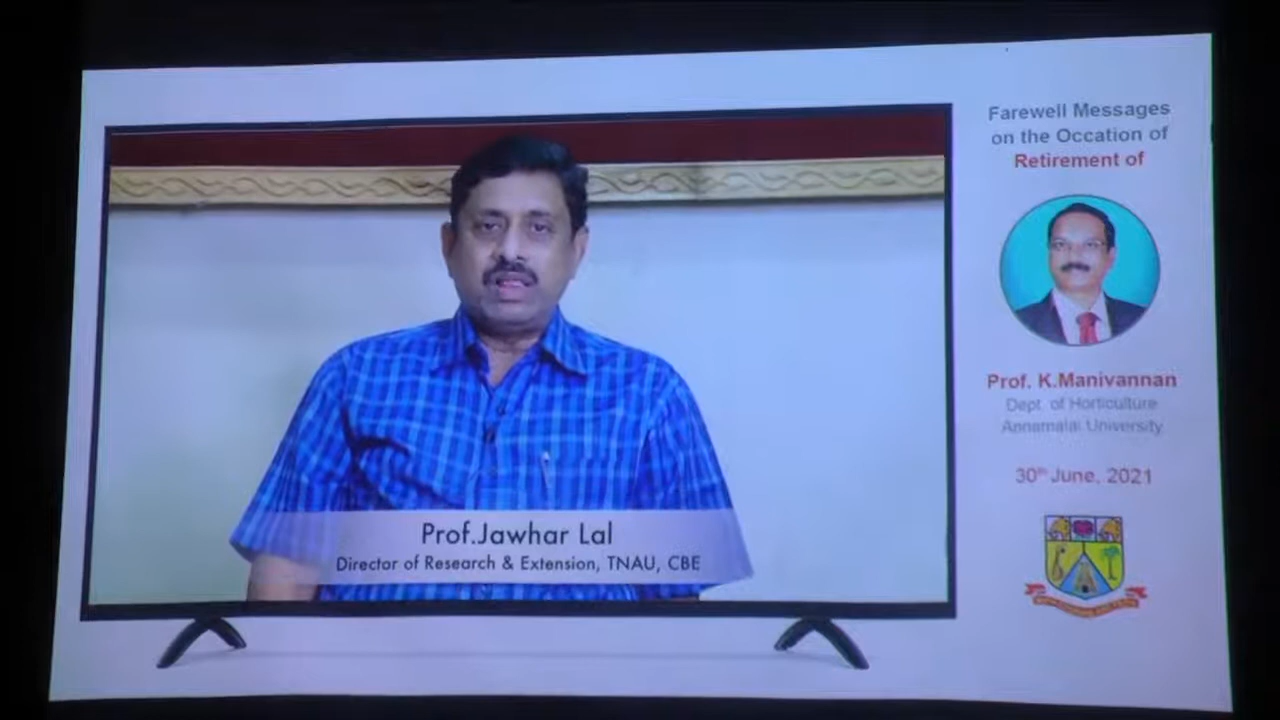 Farewell Messages
on the Occation of
Retirement of
Prof. K.Manivannan
Dept. of Horticulture
Annamalai University
30th June, 2021
Prof.Jawhar Lal
Director of Research & Extension, TNAU, CBE